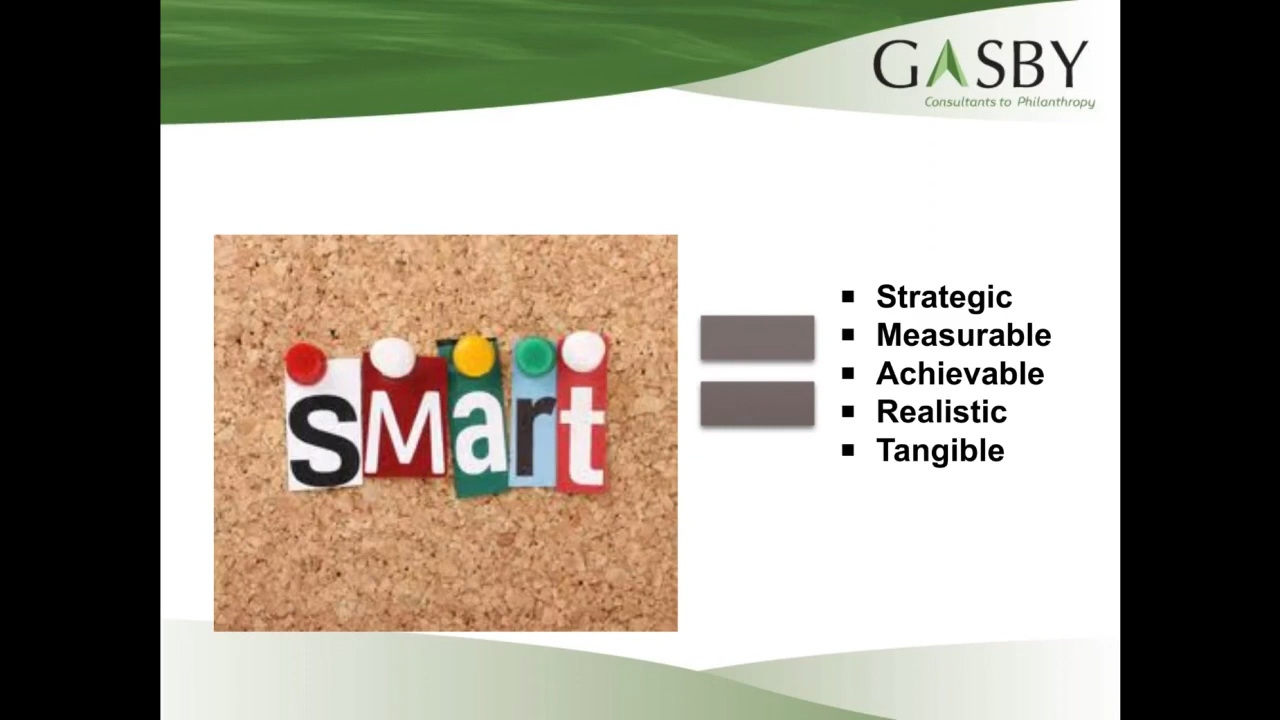 GASBY
Consultants to Philanthropy
sMart
Strategic
Measurable
Achievable
Realistic
Tangible